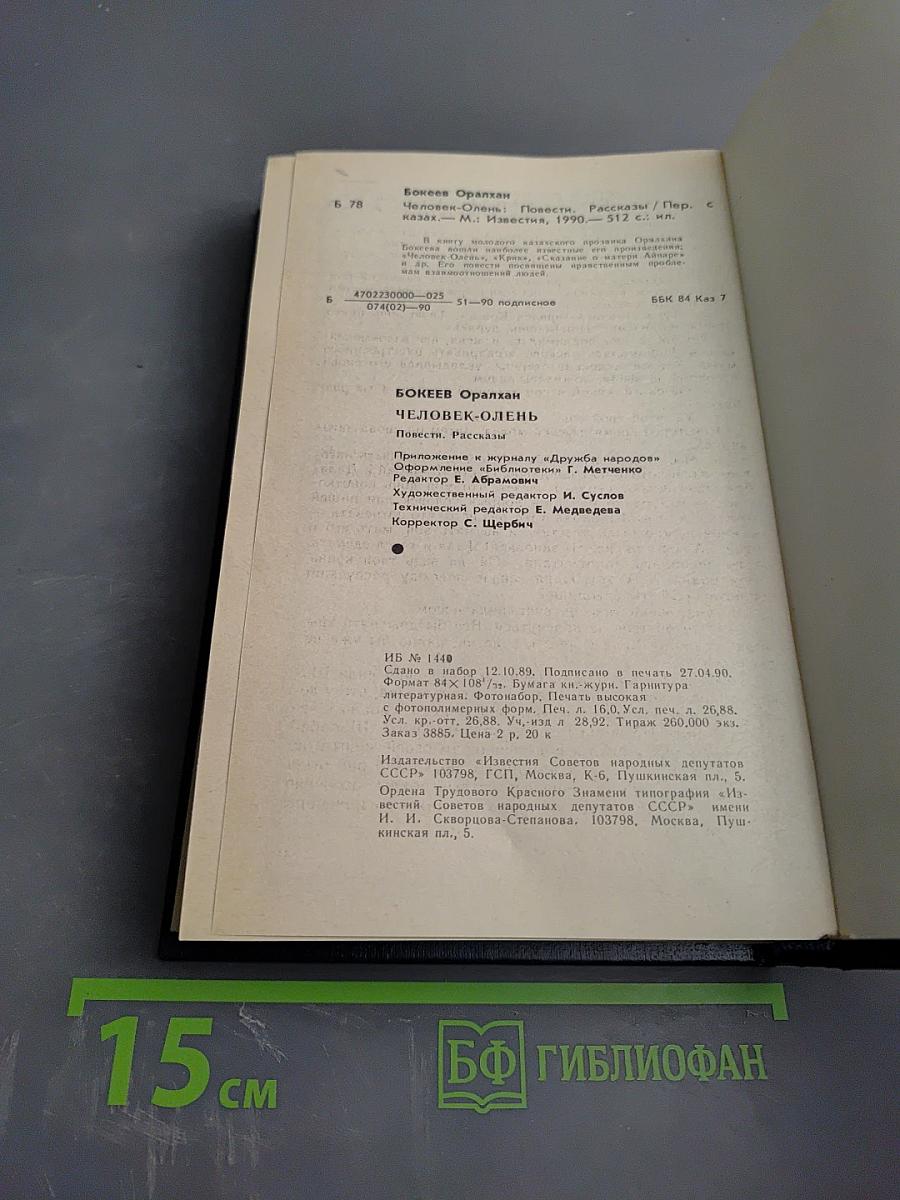 Бокеев Оралхан
Б 78 Человек-Олень: Повести. Рассказы / Пер. с
казах.— М.: Известия, 1990.— 512 с.: ил.
В книгу молодого казахского прозаика Оралхана
Бокеева вошли наиболее известные его произведения;
«Человек-Олень», «Крик», «Сказание о матери Айпаре»
и др. Его повести посвящены нравственным пробле-
мам взаимоотношений людей.
Б 4702230000—025 / 074(02)—90 51—90 подписное ББК 84 Каз 7
БОКЕЕВ Оралхан
ЧЕЛОВЕК-ОЛЕНЬ
Повести. Рассказы
Приложение к журналу «Дружба народов»
Оформление «Библиотеки» Г. Метченко
Редактор Е. Абрамович
Художественный редактор И. Суслов
Технический редактор Е. Медведева
Корректор С. Щербич
ИБ № 1440
Сдано в набор 12.10.89. Подписано в печать 27.04.90.
Формат 84×108¹/₃₂. Бумага кн.-журн. Гарнитура
литературная. Фотонабор. Печать высокая
с фотополимерных форм. Печ. л. 16,0. Усл. печ. л. 26,88.
Усл. кр.-отт. 26,88. Уч.-изд л 28,92. Тираж 260.000 экз.
Заказ 3885. Цена 2 р. 20 к
Издательство «Известия Советов народных депутатов
СССР» 103798, ГСП, Москва, К-6, Пушкинская пл., 5.
Ордена Трудового Красного Знамени типография «Из-
вестий Советов народных депутатов СССР» имени
И. И. Скворцова-Степанова. 103798, Москва, Пуш-
кинская пл., 5.
15 см
БФ ГИБЛИОФАН